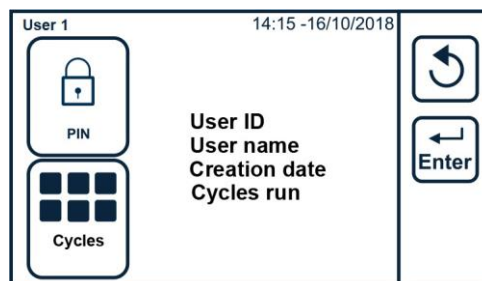 User 1
14:15 -16/10/2018
PIN
Cycles
User ID
User name
Creation date
Cycles run
Enter